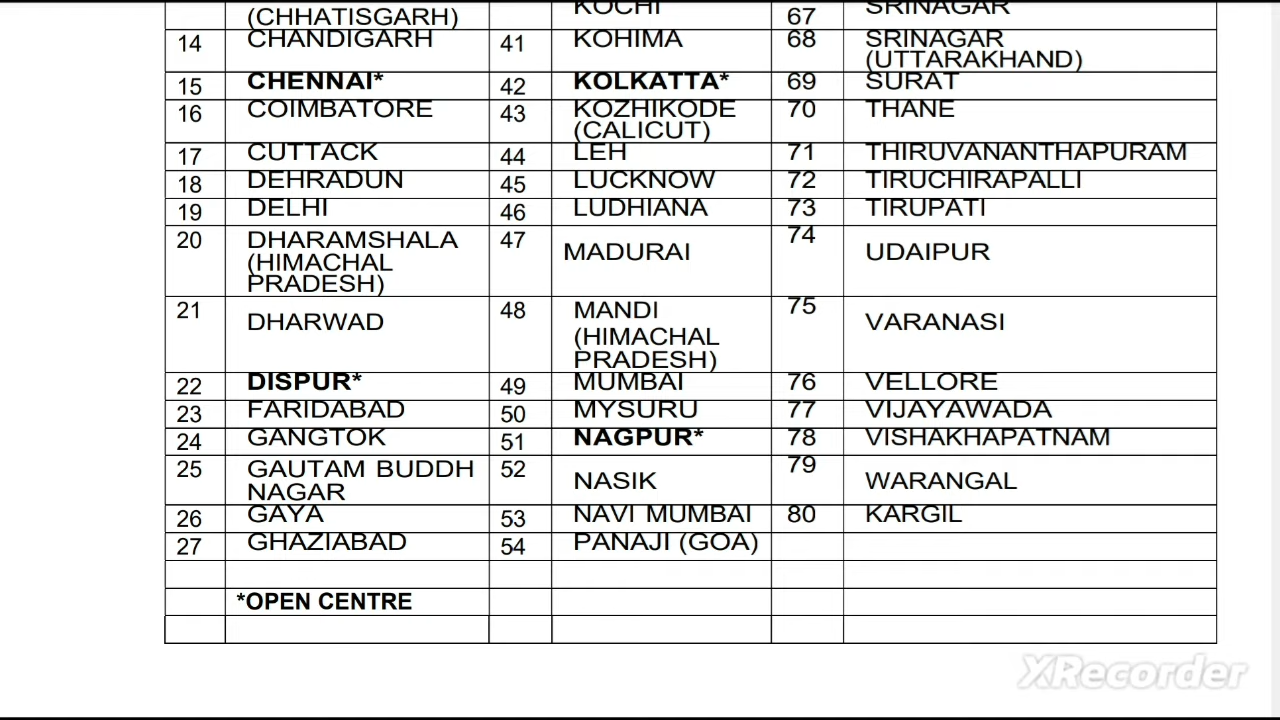 (CHHATISGARH) KOCHI 67 SRINAGAR
14 CHANDIGARH 41 KOHIMA 68 SRINAGAR
(UTTARAKHAND)
15 CHENNAI* 42 KOLKATTA* 69 SURAT
16 COIMBATORE 43 KOZHIKODE 70 THANE
(CALICUT)
17 CUTTACK 44 LEH 71 THIRUVANANTHAPURAM
18 DEHRADUN 45 LUCKNOW 72 TIRUCHIRAPALLI
19 DELHI 46 LUDHIANA 73 TIRUPATI
20 DHARAMSHALA 47 MADURAI 74 UDAIPUR
(HIMACHAL
PRADESH)
21 DHARWAD 48 MANDI 75 VARANASI
(HIMACHAL
PRADESH)
22 DISPUR* 49 MUMBAI 76 VELLORE
23 FARIDABAD 50 MYSURU 77 VIJAYAWADA
24 GANGTOK 51 NAGPUR* 78 VISHAKHAPATNAM
25 GAUTAM BUDDH 52 NASIK 79 WARANGAL
NAGAR
26 GAYA 53 NAVI MUMBAI 80 KARGIL
27 GHAZIABAD 54 PANAJI (GOA)
*OPEN CENTRE
XRecorder